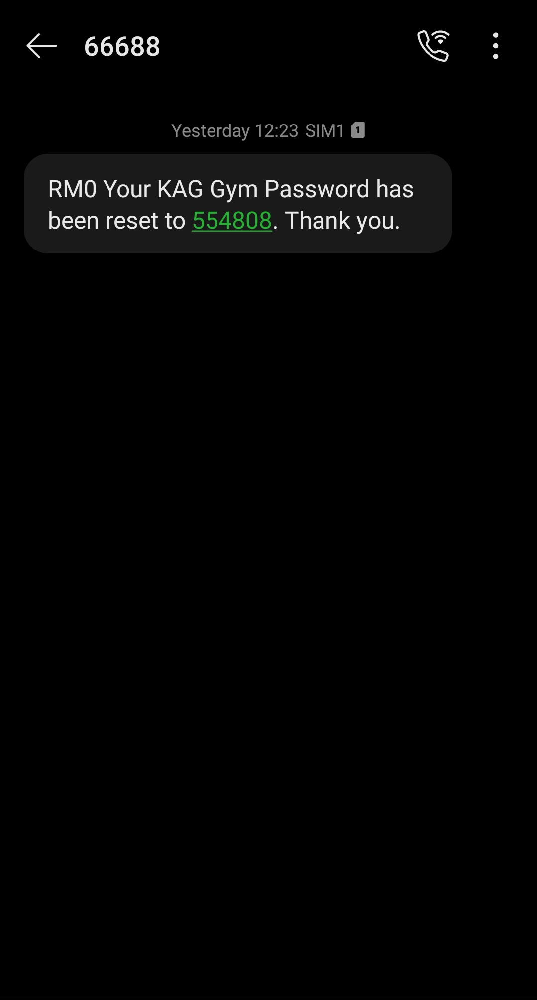 66688
Yesterday 12:23 SIM1 1
RM0 Your KAG Gym Password has
been reset to 554808. Thank you.